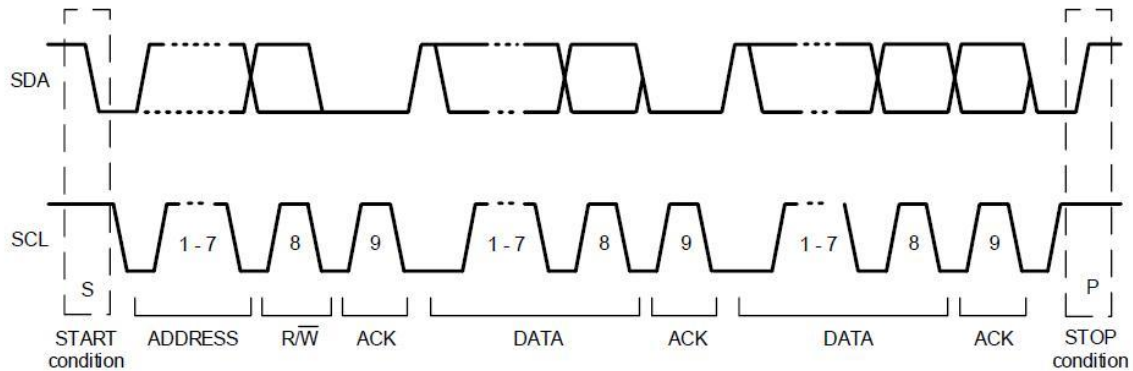 SDA
SCL
1 - 7
8
9
1 - 7
8
9
1 - 7
8
9
S
P
START
condition
ADDRESS
R/W̅
ACK
DATA
ACK
DATA
ACK
STOP
condition